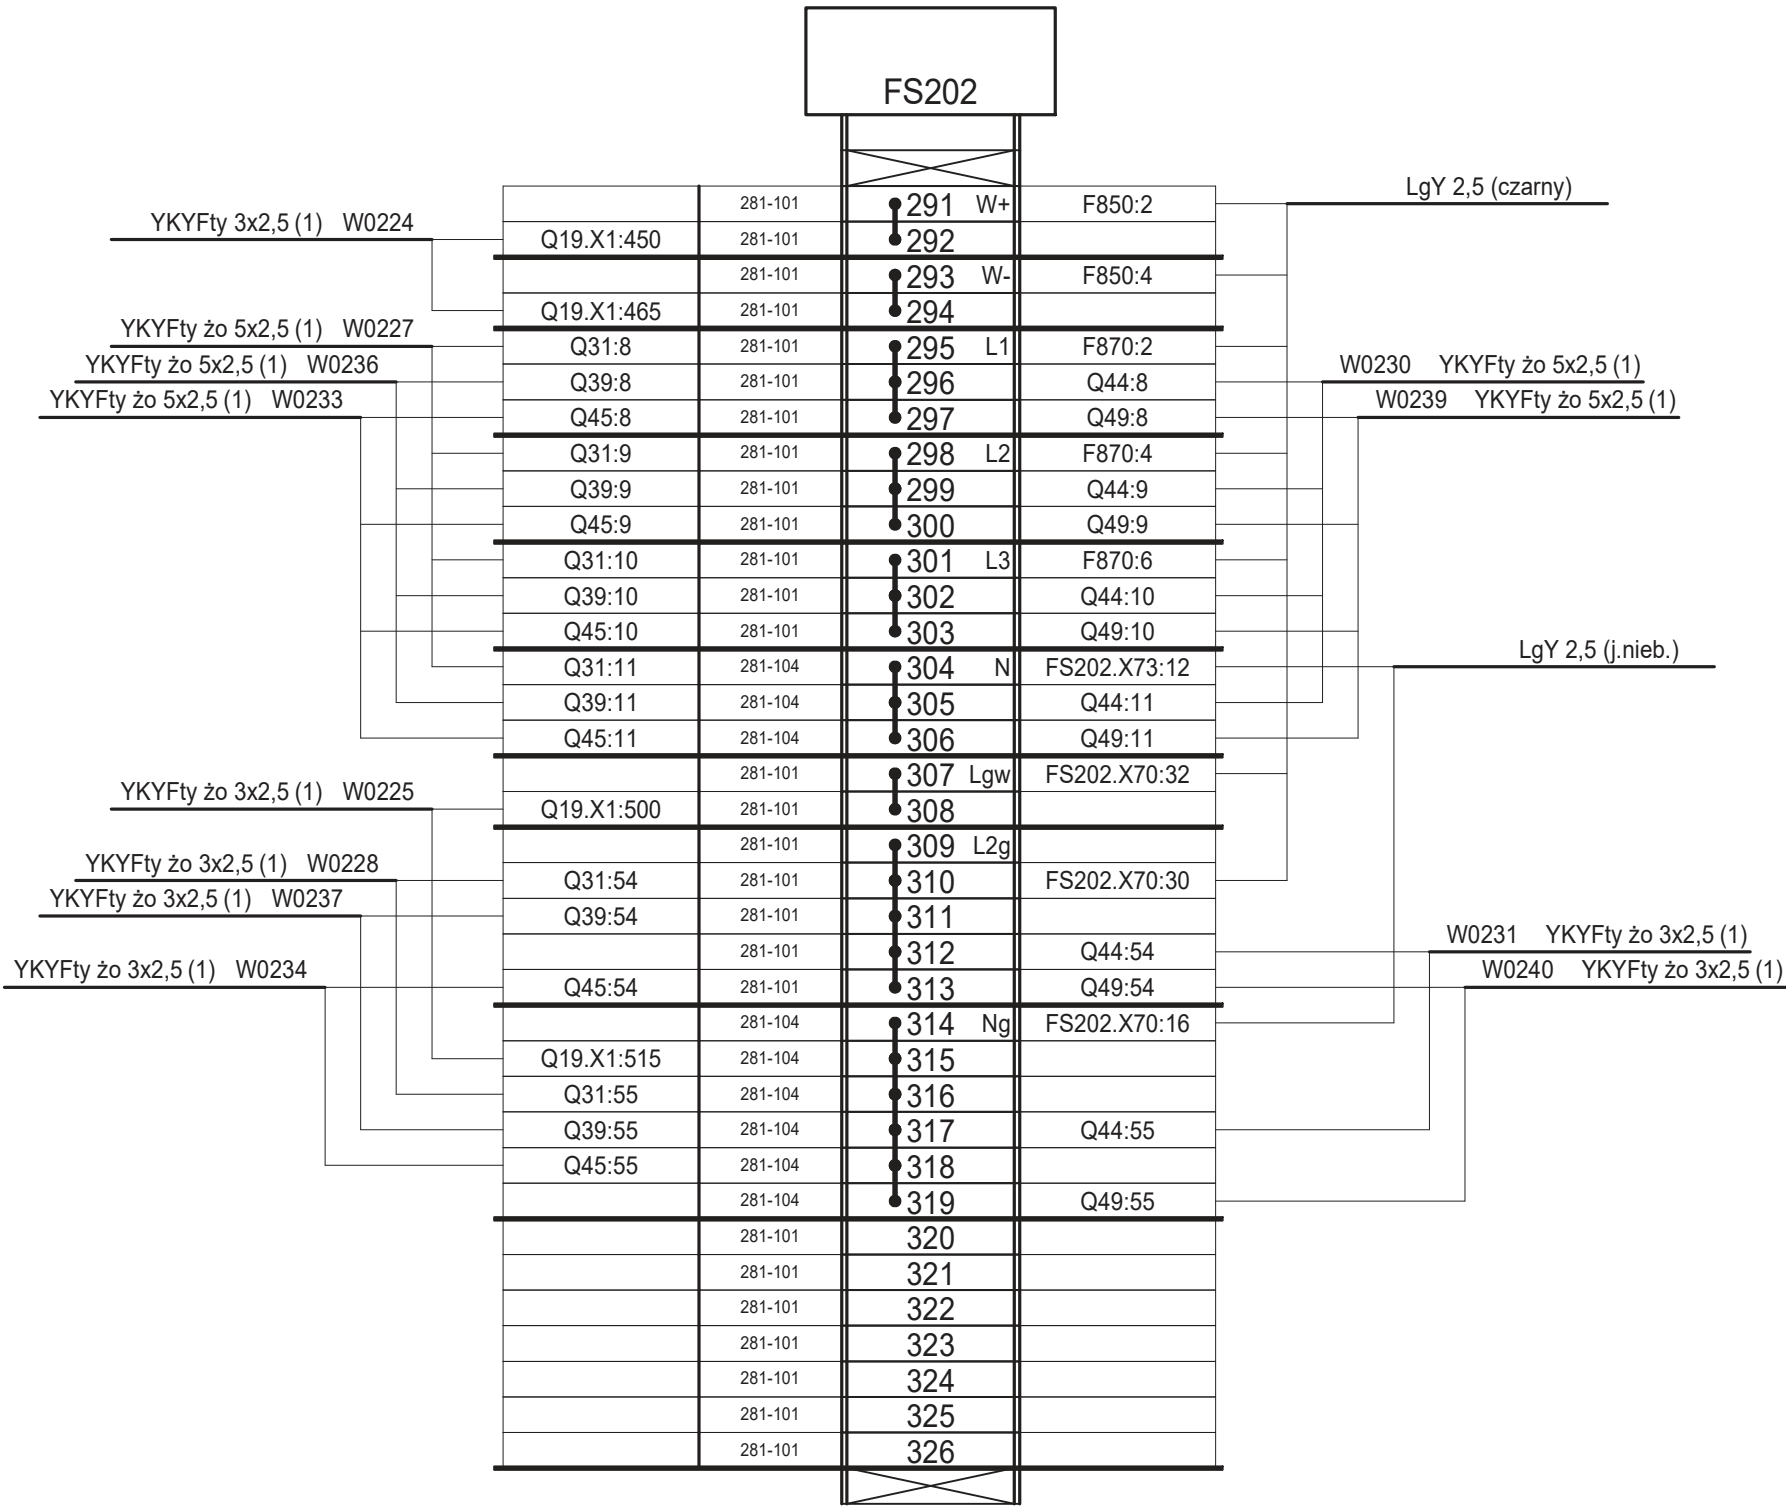 FS202
281-101 291 W+ F850:2 LgY 2,5 (czarny)
YKYFty 3x2,5 (1) W0224 Q19.X1:450 281-101 292
281-101 293 W- F850:4
Q19.X1:465 281-101 294
YKYFty żo 5x2,5 (1) W0227 Q31:8 281-101 295 L1 F870:2
YKYFty żo 5x2,5 (1) W0236 Q39:8 281-101 296 Q44:8 W0230 YKYFty żo 5x2,5 (1)
YKYFty żo 5x2,5 (1) W0233 Q45:8 281-101 297 Q49:8 W0239 YKYFty żo 5x2,5 (1)
Q31:9 281-101 298 L2 F870:4
Q39:9 281-101 299 Q44:9
Q45:9 281-101 300 Q49:9
Q31:10 281-101 301 L3 F870:6
Q39:10 281-101 302 Q44:10
Q45:10 281-101 303 Q49:10
Q31:11 281-104 304 N FS202.X73:12 LgY 2,5 (j.nieb.)
Q39:11 281-104 305 Q44:11
Q45:11 281-104 306 Q49:11
281-101 307 Lgw FS202.X70:32
YKYFty żo 3x2,5 (1) W0225 Q19.X1:500 281-101 308
281-101 309 L2g
YKYFty żo 3x2,5 (1) W0228 Q31:54 281-101 310 FS202.X70:30
YKYFty żo 3x2,5 (1) W0237 Q39:54 281-101 311
281-101 312 Q44:54 W0231 YKYFty żo 3x2,5 (1)
YKYFty żo 3x2,5 (1) W0234 Q45:54 281-101 313 Q49:54 W0240 YKYFty żo 3x2,5 (1)
281-104 314 Ng FS202.X70:16
Q19.X1:515 281-104 315
Q31:55 281-104 316
Q39:55 281-104 317 Q44:55
Q45:55 281-104 318
281-104 319 Q49:55
281-101 320
281-101 321
281-101 322
281-101 323
281-101 324
281-101 325
281-101 326